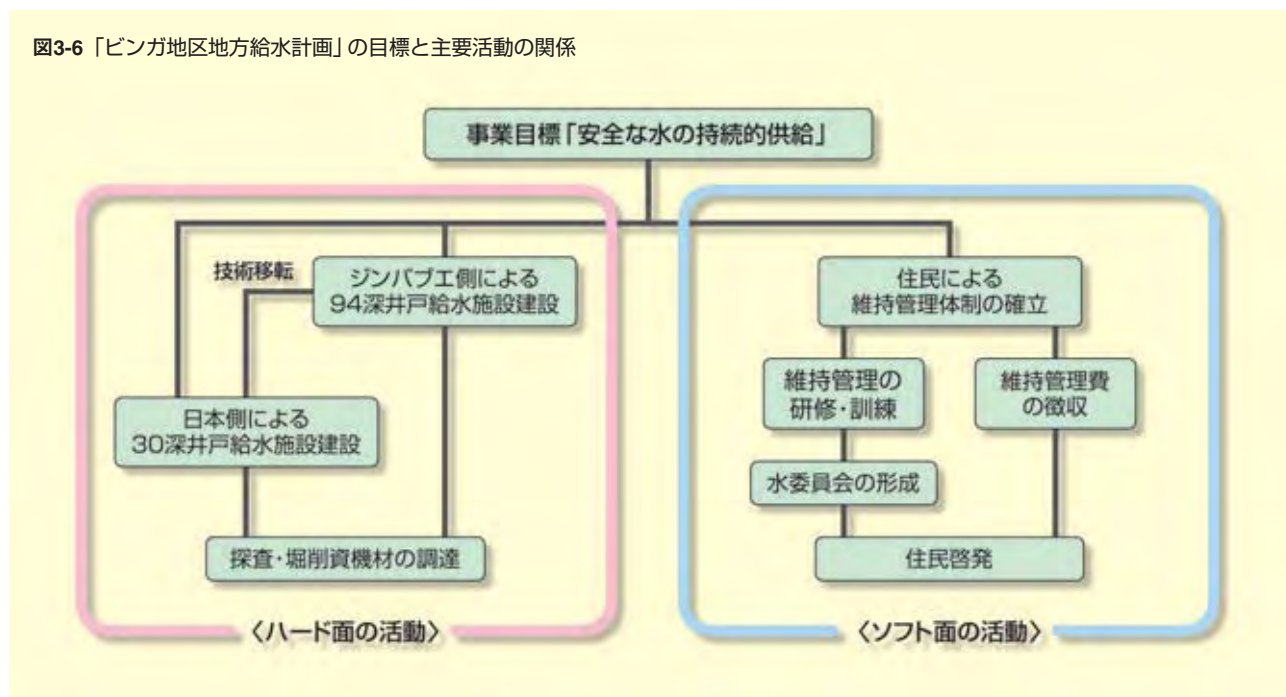 図3-6「ビンガ地区地方給水計画」の目標と主要活動の関係
事業目標「安全な水の持続的供給」
技術移転
ジンバブエ側による
94深井戸給水施設建設
日本側による
30深井戸給水施設建設
探査・堀削資機材の調達
〈ハード面の活動〉
住民による
維持管理体制の確立
維持管理の
研修・訓練
維持管理費
の徴収
水委員会の形成
住民啓発
〈ソフト面の活動〉